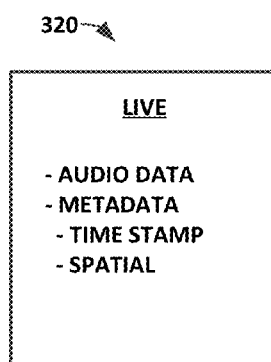 320
LIVE
- AUDIO DATA
- METADATA
- TIME STAMP
- SPATIAL